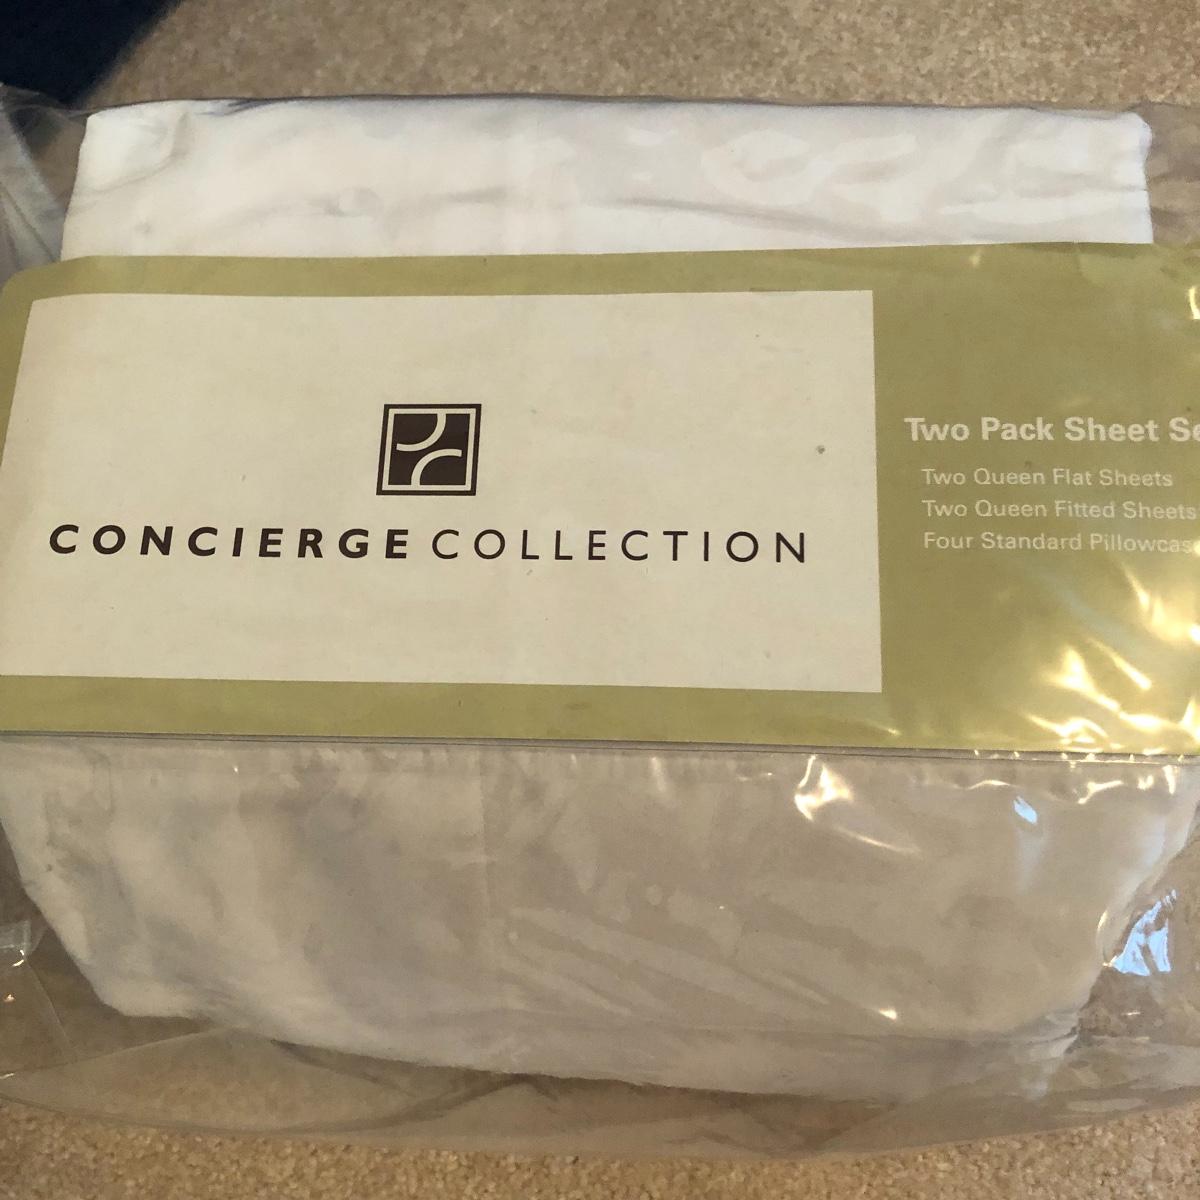 CONCIERGE COLLECTION
Two Pack Sheet Se
Two Queen Flat Sheets
Two Queen Fitted Sheets
Four Standard Pillowcas